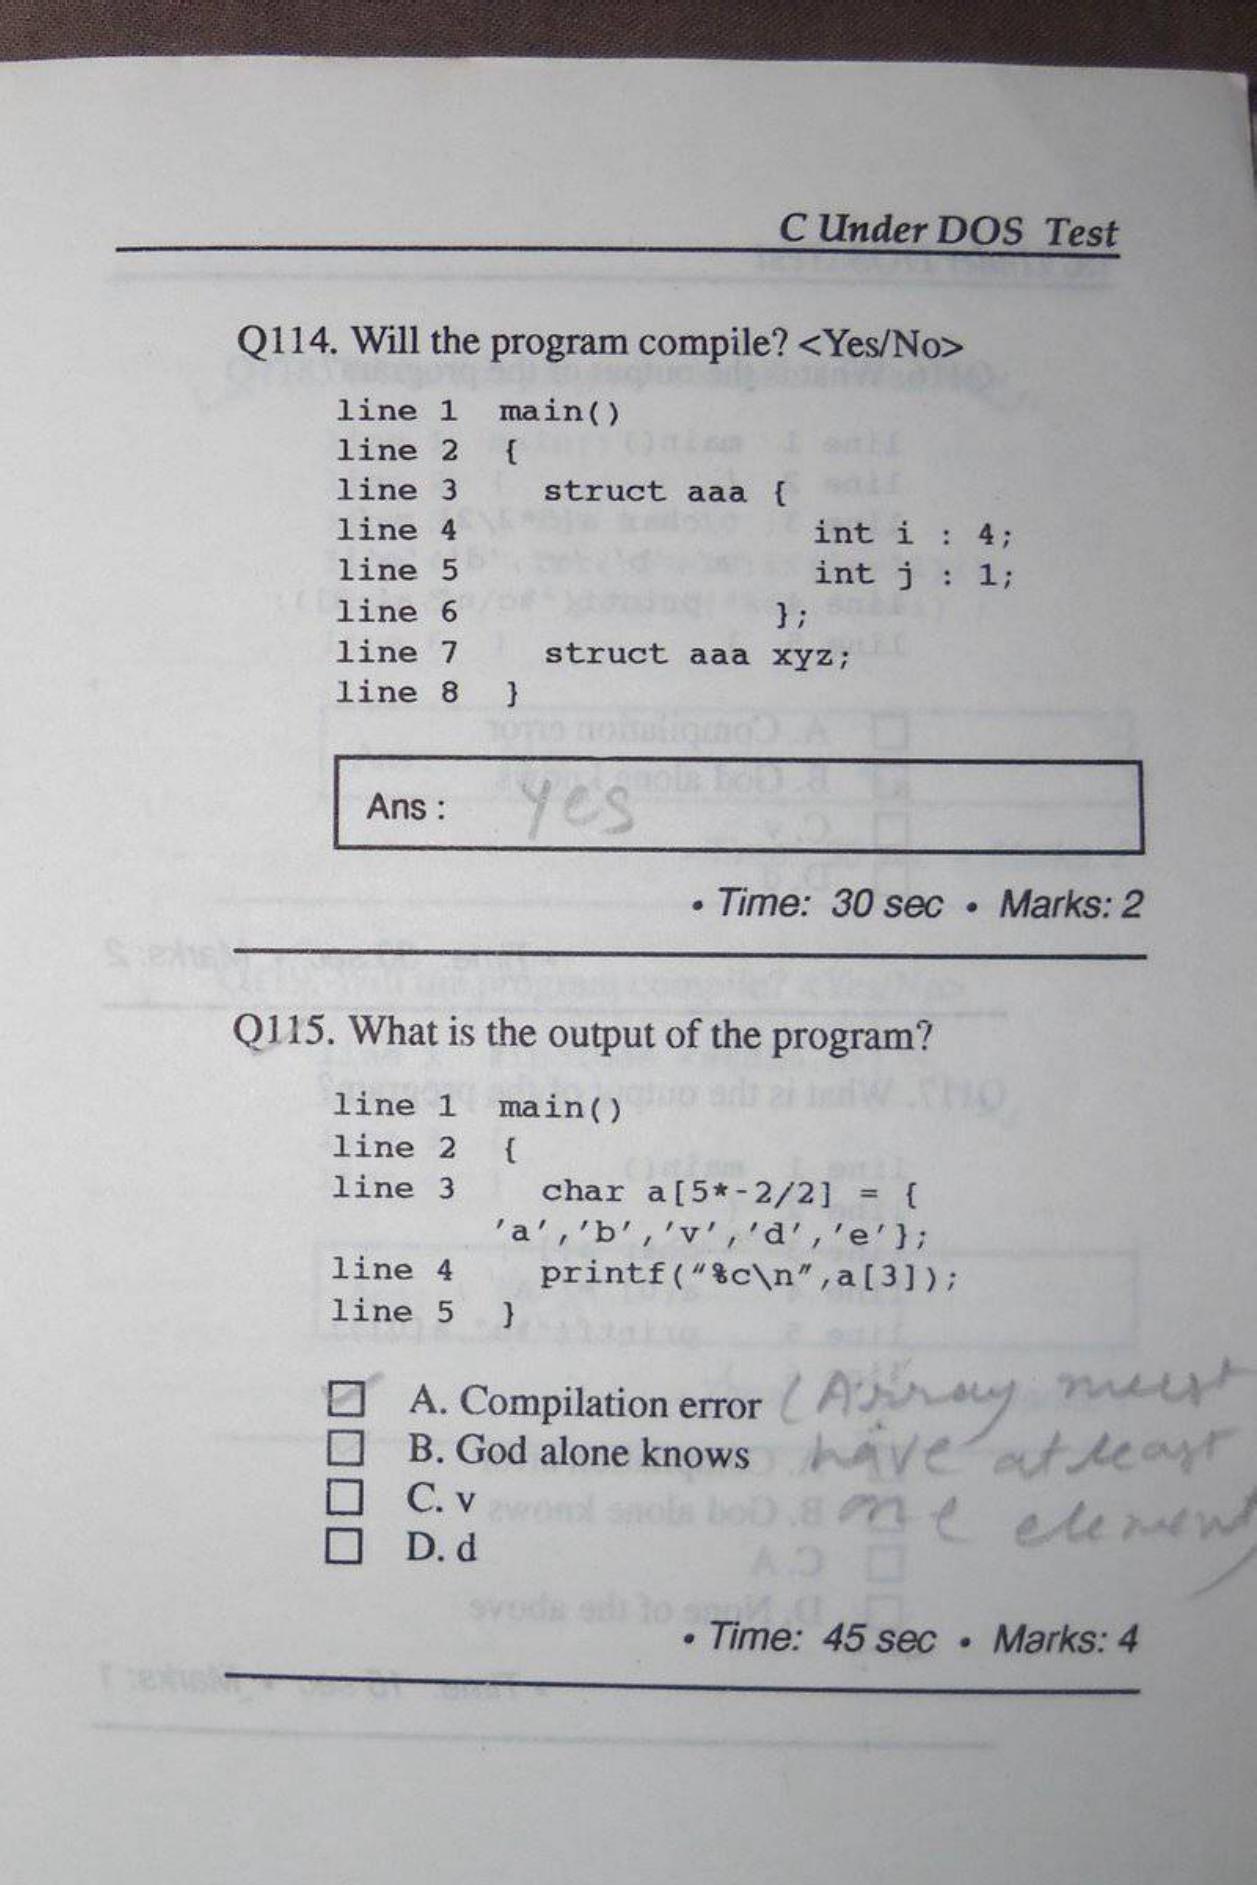 C Under DOS Test
Q114. Will the program compile? <Yes/No>
line 1 main()
line 2 {
line 3 struct aaa {
line 4 int i : 4;
line 5 int j : 1;
line 6 };
line 7 struct aaa xyz;
line 8 }
Ans : yes
• Time: 30 sec • Marks: 2
Q115. What is the output of the program?
line 1 main()
line 2 {
line 3 char a[5*-2/2] = {
'a','b','v','d','e'};
line 4 printf("%c\n",a[3]);
line 5 }
A. Compilation error (Array must
B. God alone knows have atleast
C. v one element)
D. d
• Time: 45 sec • Marks: 4